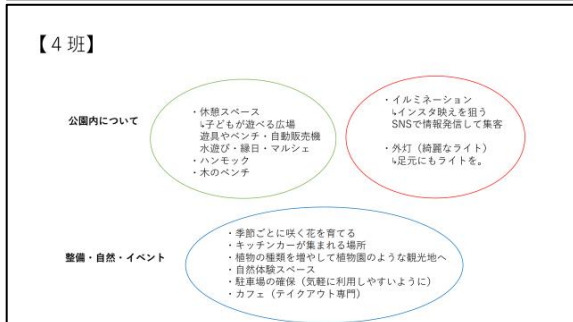 【４班】
公園内について
・休憩スペース
↳子どもが遊べる広場
遊具やベンチ・自動販売機
水遊び・縁日・マルシェ
・ハンモック
・木のベンチ
・イルミネーション
↳インスタ映えを狙う
SNSで情報発信して集客
・外灯（綺麗なライト）
↳足元にもライトを。
整備・自然・イベント
・季節ごとに咲く花を育てる
・キッチンカーが集まれる場所
・植物の種類を増やして植物園のような観光地へ
・自然体験スペース
・駐車場の確保（気軽に利用しやすいように）
・カフェ（テイクアウト専門）